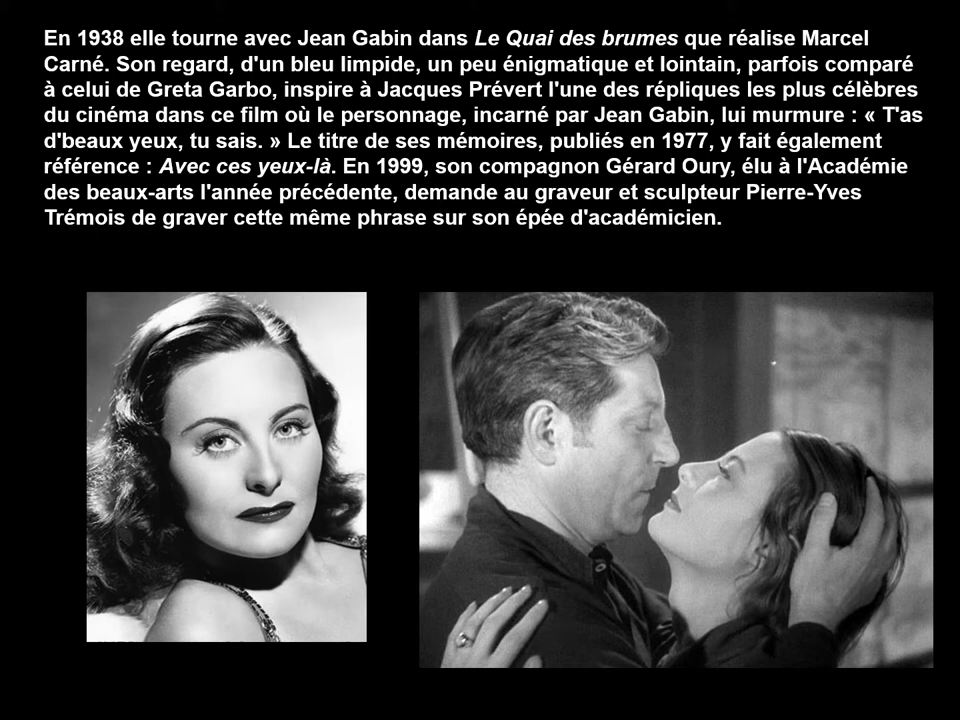 En 1938 elle tourne avec Jean Gabin dans Le Quai des brumes que réalise Marcel
Carné. Son regard, d'un bleu limpide, un peu énigmatique et lointain, parfois comparé
à celui de Greta Garbo, inspire à Jacques Prévert l'une des répliques les plus célèbres
du cinéma dans ce film où le personnage, incarné par Jean Gabin, lui murmure : « T'as
d'beaux yeux, tu sais. » Le titre de ses mémoires, publiés en 1977, y fait également
référence : Avec ces yeux-là. En 1999, son compagnon Gérard Oury, élu à l'Académie
des beaux-arts l'année précédente, demande au graveur et sculpteur Pierre-Yves
Trémois de graver cette même phrase sur son épée d'académicien.